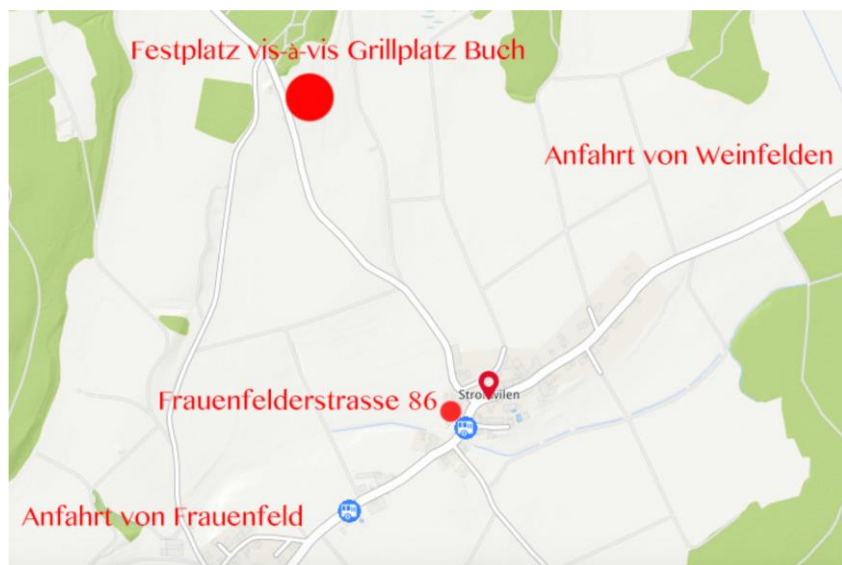 Festplatz vis-à-vis Grillplatz Buch
Anfahrt von Weinfelden
Frauenfelderstrasse 86
Anfahrt von Frauenfeld